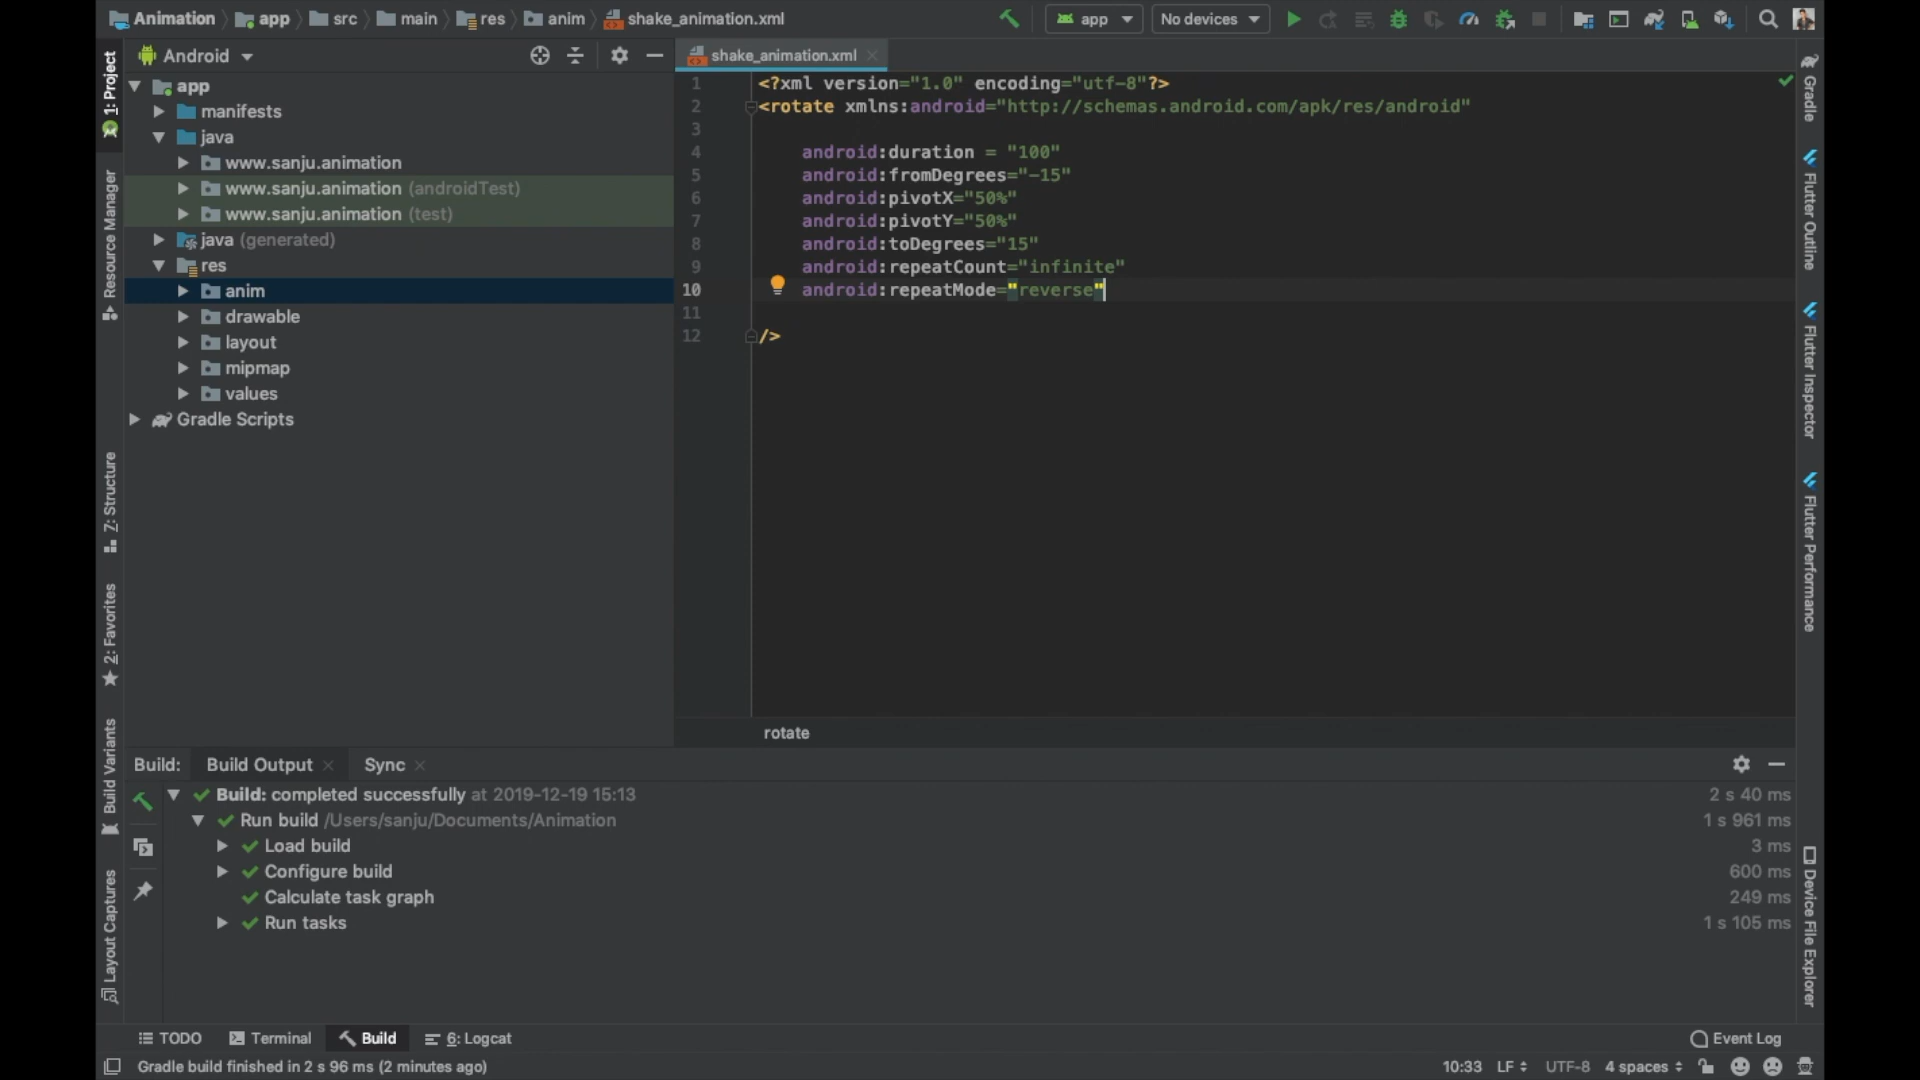 Animation app src main res anim shake_animation.xml app No devices
1: Project
Resource Manager
7: Structure
2: Favorites
Build Variants
Layout Captures
Android
app
manifests
java
www.sanju.animation
www.sanju.animation (androidTest)
www.sanju.animation (test)
java (generated)
res
anim
drawable
layout
mipmap
values
Gradle Scripts
shake_animation.xml
1 <?xml version="1.0" encoding="utf-8"?>
2 <rotate xmlns:android="http://schemas.android.com/apk/res/android"
3
4 android:duration = "100"
5 android:fromDegrees="-15"
6 android:pivotX="50%"
7 android:pivotY="50%"
8 android:toDegrees="15"
9 android:repeatCount="infinite"
10 android:repeatMode="reverse"
11
12 />
rotate
Gradle
Flutter Outline
Flutter Inspector
Flutter Performance
Device File Explorer
Build: Build Output Sync
Build: completed successfully at 2019-12-19 15:13 2 s 40 ms
Run build /Users/sanju/Documents/Animation 1 s 961 ms
Load build 3 ms
Configure build 600 ms
Calculate task graph 249 ms
Run tasks 1 s 105 ms
TODO Terminal Build 6: Logcat Event Log
Gradle build finished in 2 s 96 ms (2 minutes ago) 10:33 LF UTF-8 4 spaces